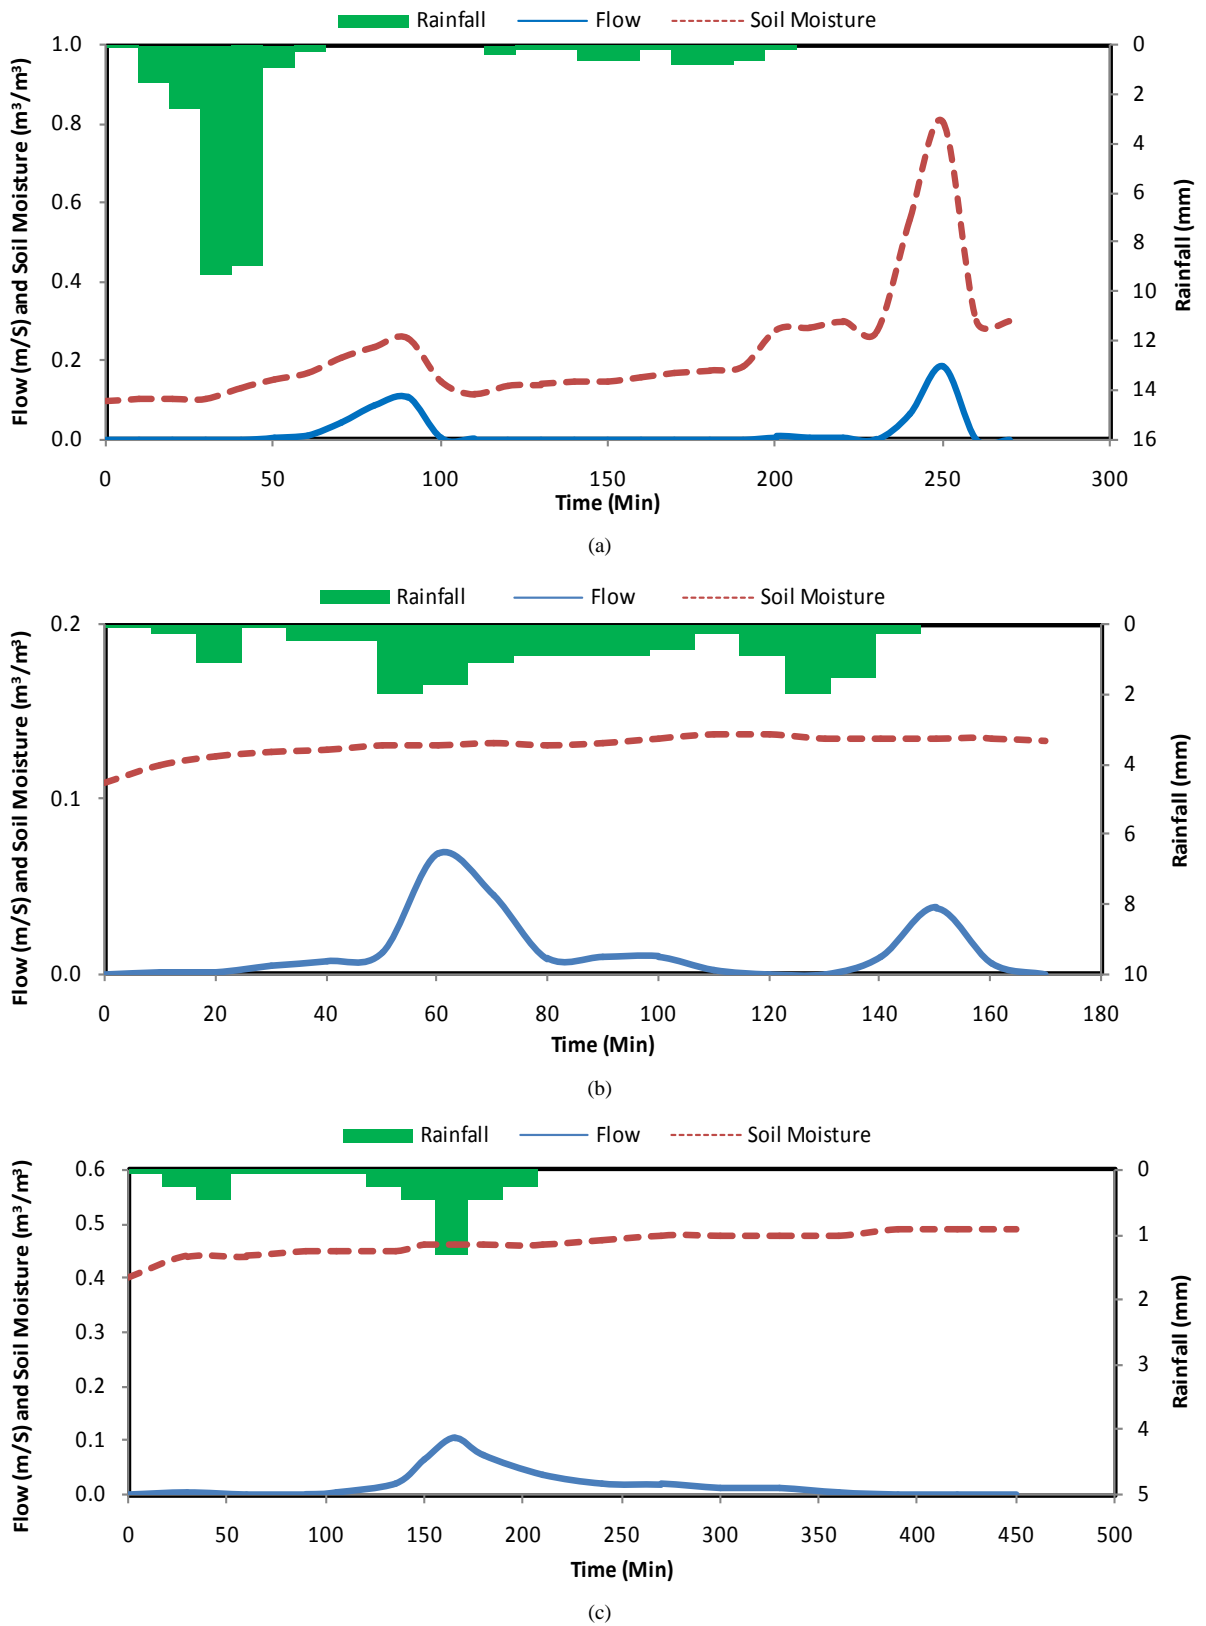 Rainfall Flow Soil Moisture
Flow (m/S) and Soil Moisture (m³/m³)
1.0
0.8
0.6
0.4
0.2
0.0
0
2
4
6
8
10
12
14
16
Rainfall (mm)
0 50 100 150 200 250 300
Time (Min)
(a)
Rainfall Flow Soil Moisture
Flow (m/S) and Soil Moisture (m³/m³)
0.2
0.1
0.0
0
2
4
6
8
10
Rainfall (mm)
0 20 40 60 80 100 120 140 160 180
Time (Min)
(b)
Rainfall Flow Soil Moisture
Flow (m/S) and Soil Moisture (m³/m³)
0.6
0.5
0.4
0.3
0.2
0.1
0.0
0
1
2
3
4
5
Rainfall (mm)
0 50 100 150 200 250 300 350 400 450 500
Time (Min)
(c)